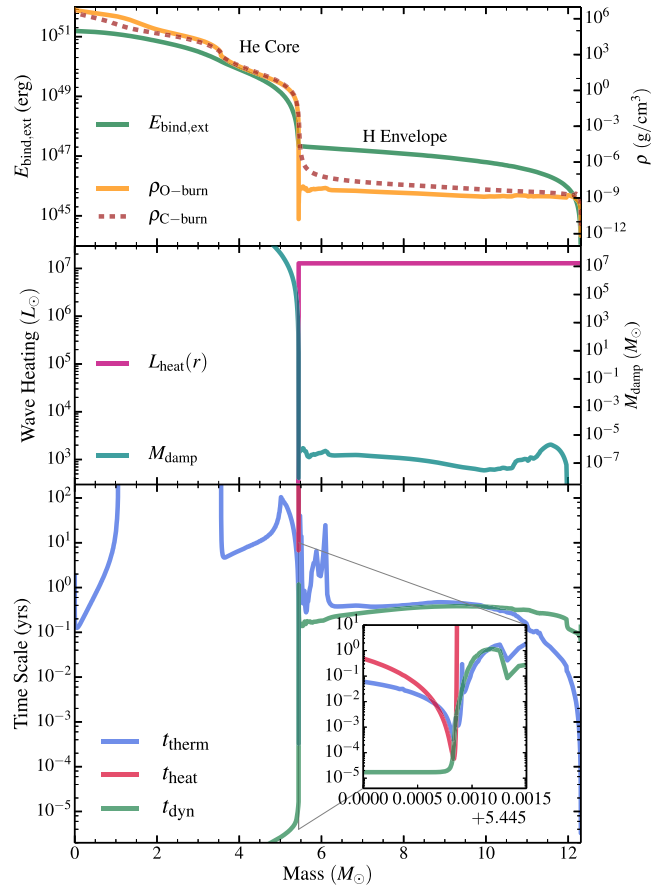 10^51
10^49
10^47
10^45
E_bind,ext (erg)
He Core
H Envelope
E_bind,ext
ρ_O−burn
ρ_C−burn
10^6
10^3
10^0
10^−3
10^−6
10^−9
10^−12
ρ (g/cm^3)
10^7
10^6
10^5
10^4
10^3
Wave Heating (L_☉)
L_heat(r)
M_damp
10^7
10^5
10^3
10^1
10^−1
10^−3
10^−5
10^−7
M_damp (M_☉)
10^2
10^1
10^0
10^−1
10^−2
10^−3
10^−4
10^−5
Time Scale (yrs)
t_therm
t_heat
t_dyn
10^1
10^0
10^−1
10^−2
10^−3
10^−4
10^−5
0.0000 0.0005 0.0010 0.0015
+5.445
0 2 4 6 8 10 12
Mass (M_☉)